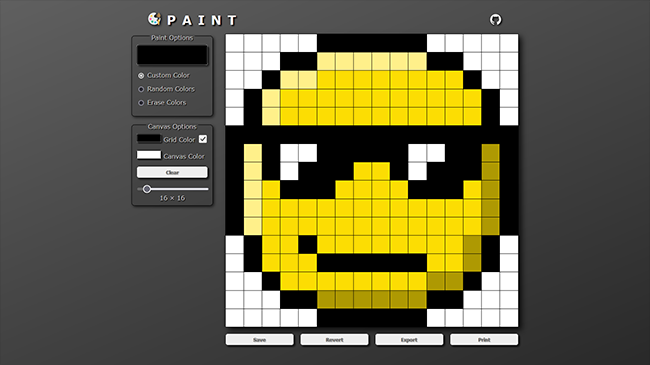 PAINT
Paint Options
Custom Color
Random Colors
Erase Colors
Canvas Options
Grid Color
Canvas Color
Clear
16 × 16
Save Revert Export Print